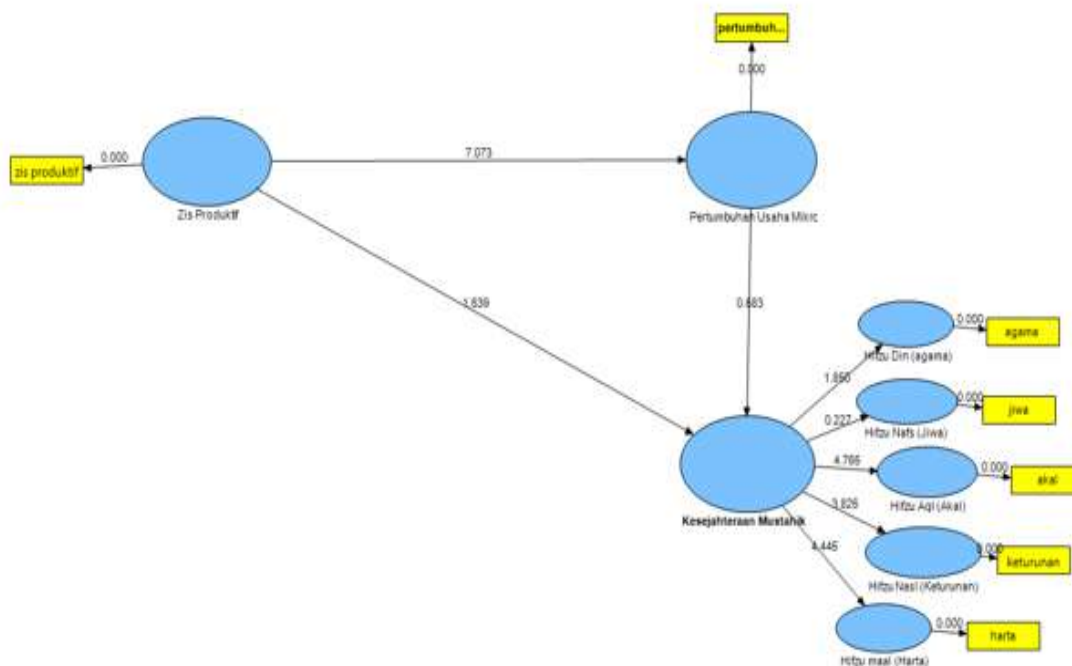 pertumbuh...
0.000
0.000
zis produktif
7.073
Zis Produktif
Pertumbuhan Usaha Mikrc
1.639
0.683
0.000
agama
Hifzu Din (agama)
1.850
0.000
jiwa
0.227
Hifzu Nafs (Jiwa)
4.766
0.000
akal
Hifzu Aql (Akal)
Kesejahteraan Mustahik
3.826
0.000
keturunan
4.446
Hifzu Nasl (Keturunan)
0.000
harta
Hifzu maal (Harta)